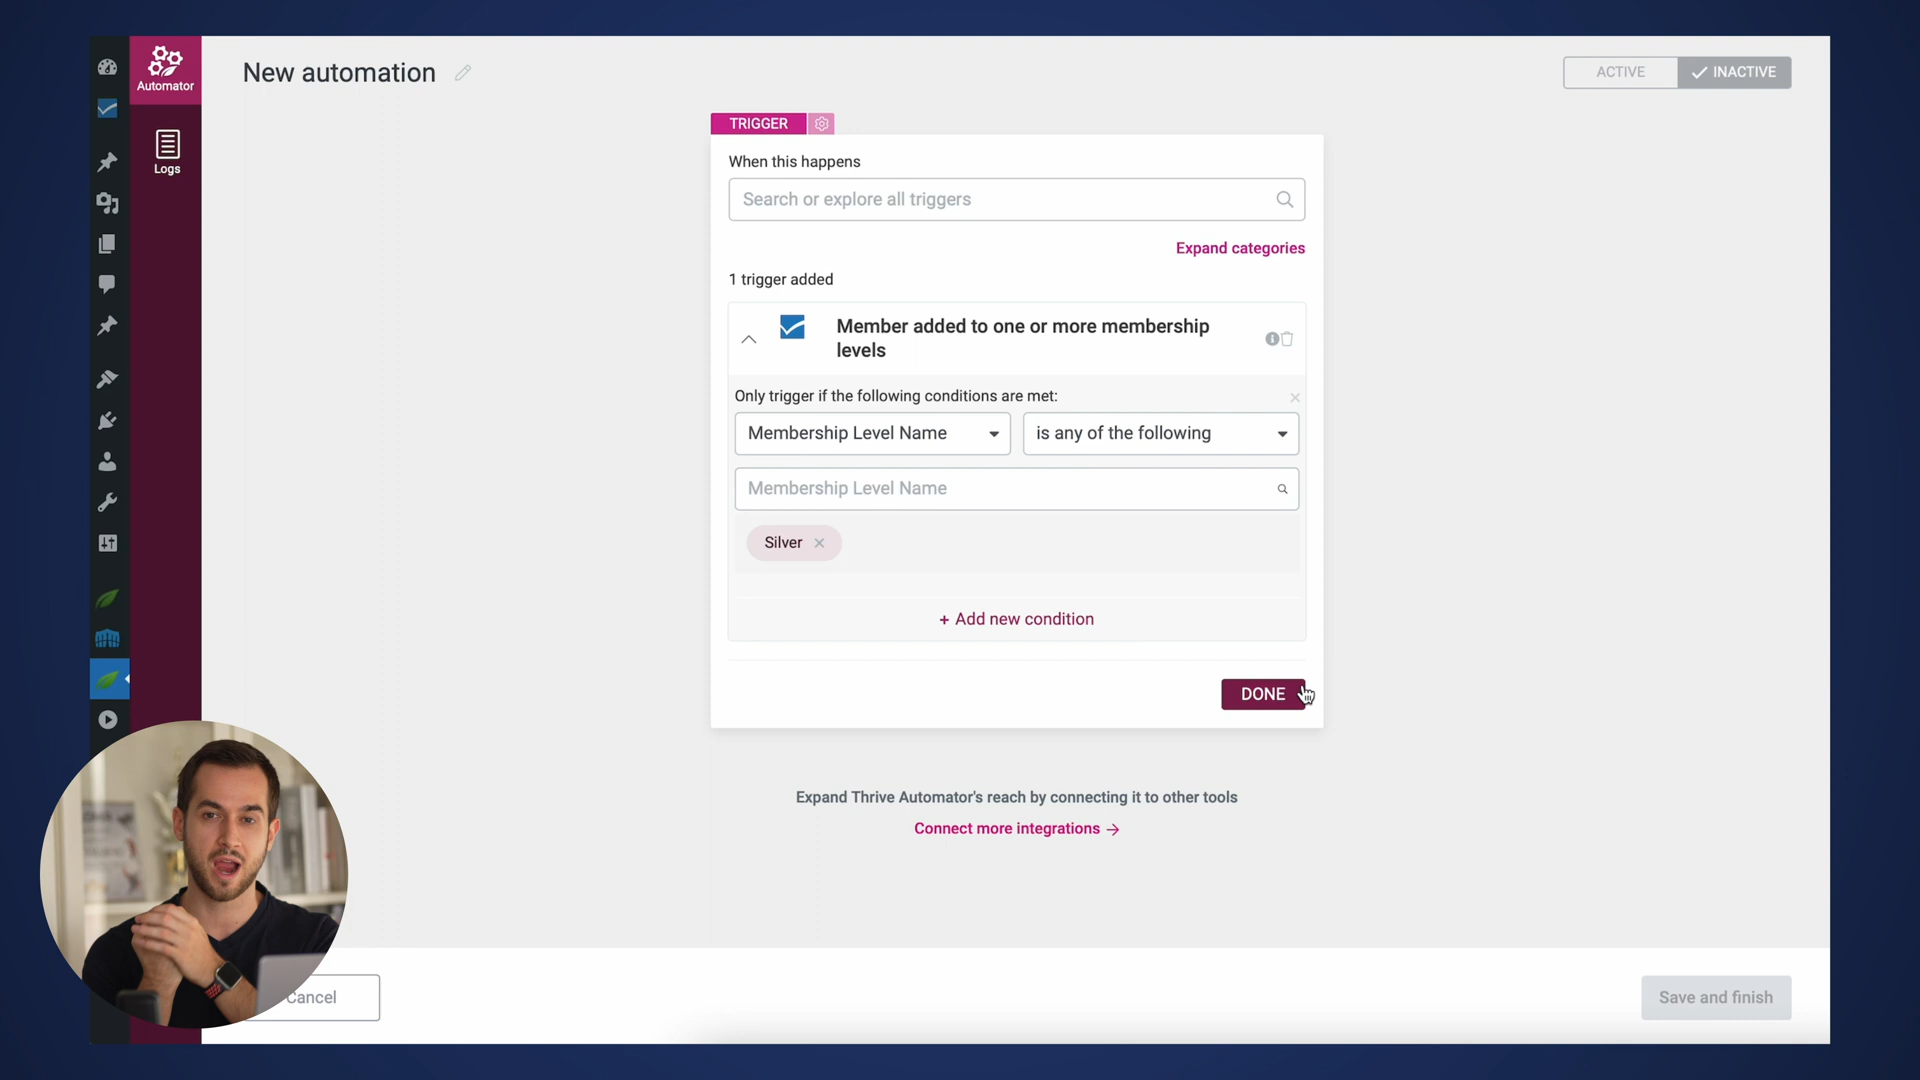 Automator
Logs
New automation
ACTIVE
INACTIVE
TRIGGER
When this happens
Search or explore all triggers
Expand categories
1 trigger added
Member added to one or more membership
levels
Only trigger if the following conditions are met:
Membership Level Name
is any of the following
Membership Level Name
Silver
+ Add new condition
DONE
Expand Thrive Automator's reach by connecting it to other tools
Connect more integrations →
Cancel
Save and finish